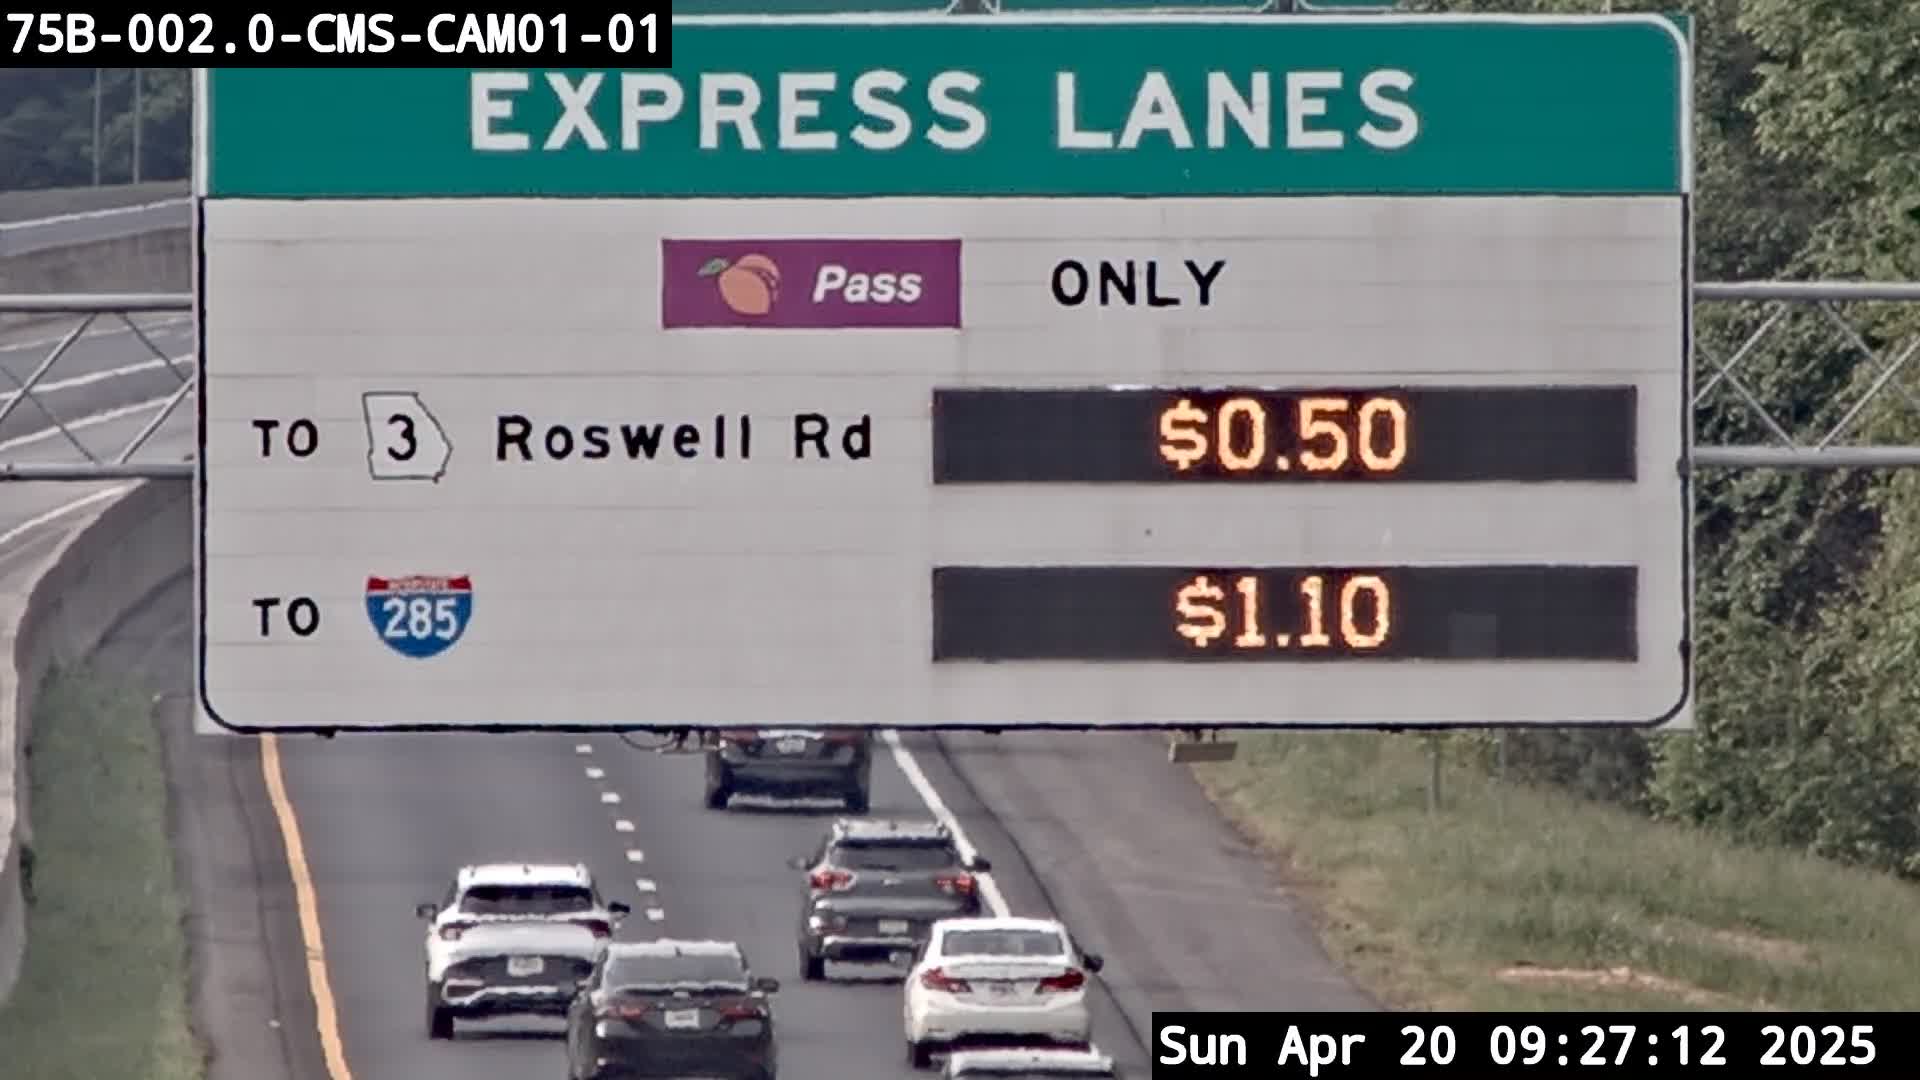 75B-002.0-CMS-CAM01-01
EXPRESS LANES
Pass ONLY
TO 3 Roswell Rd $0.50
TO INTERSTATE 285 $1.10
Sun Apr 20 09:27:12 2025